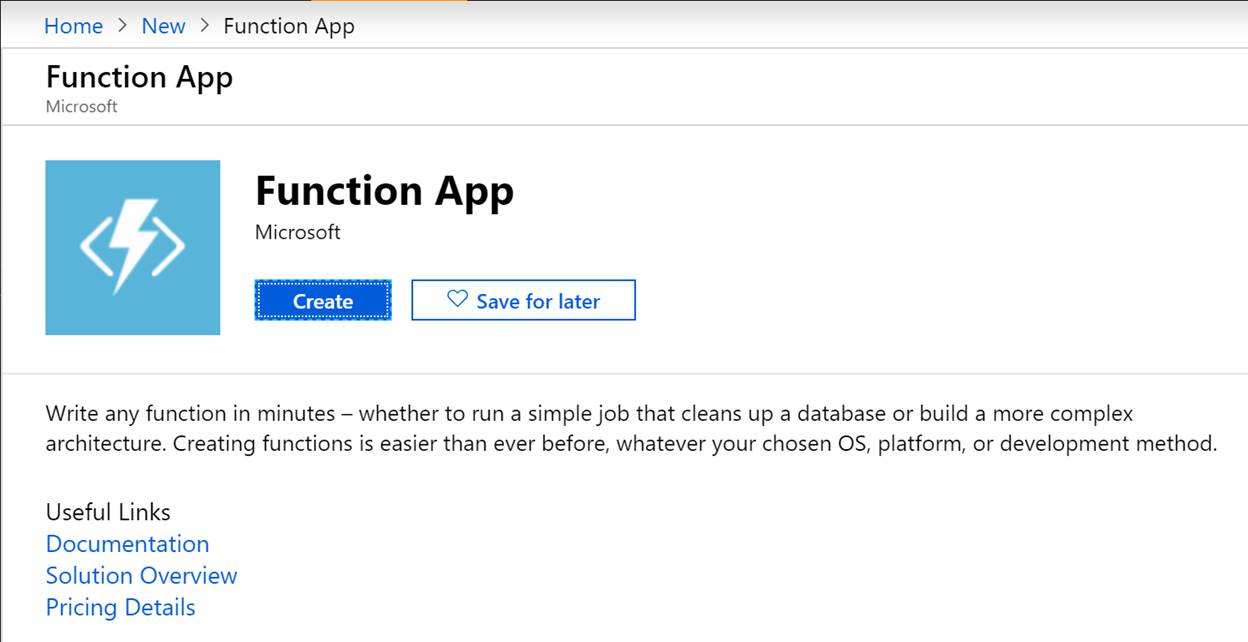 Home > New > Function App
Function App
Microsoft
Function App
Microsoft
Create
Save for later
Write any function in minutes – whether to run a simple job that cleans up a database or build a more complex
architecture. Creating functions is easier than ever before, whatever your chosen OS, platform, or development method.
Useful Links
Documentation
Solution Overview
Pricing Details